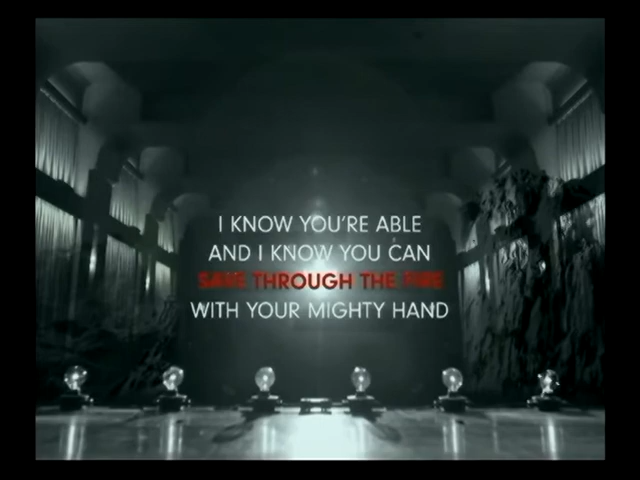 I KNOW YOU'RE ABLE
AND I KNOW YOU CAN
SAVE THROUGH THE FIRE
WITH YOUR MIGHTY HAND